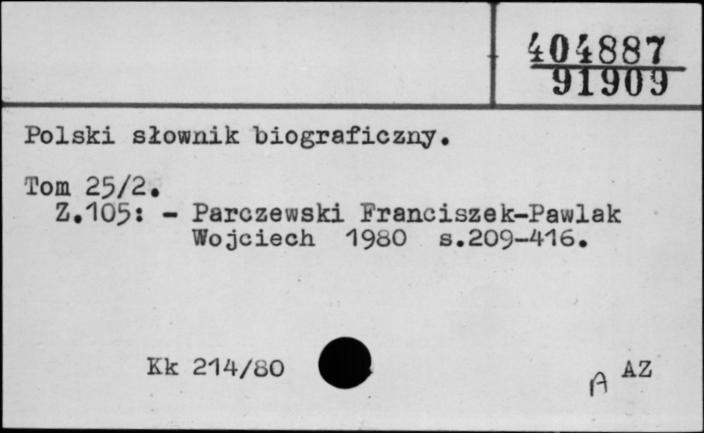 404887
91909
Polski słownik biograficzny.
Tom 25/2.
Z.105: - Parczewski Franciszek-Pawlak
Wojciech 1980 s.209-416.
Kk 214/80
A AZ